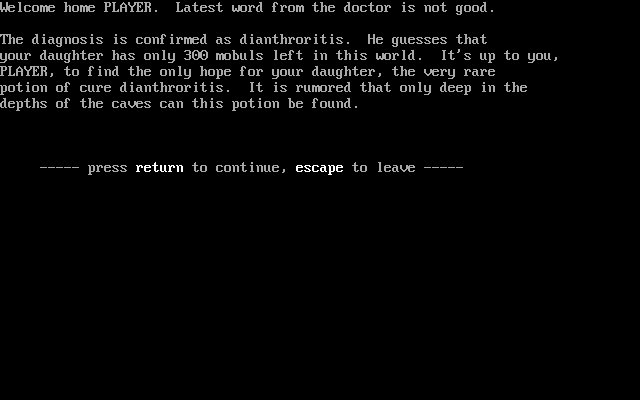 Welcome home PLAYER.  Latest word from the doctor is not good.
The diagnosis is confirmed as dianthroritis.  He guesses that
your daughter has only 300 mobuls left in this world.  It's up to you,
PLAYER, to find the only hope for your daughter, the very rare
potion of cure dianthroritis.  It is rumored that only deep in the
depths of the caves can this potion be found.
----- press return to continue, escape to leave -----